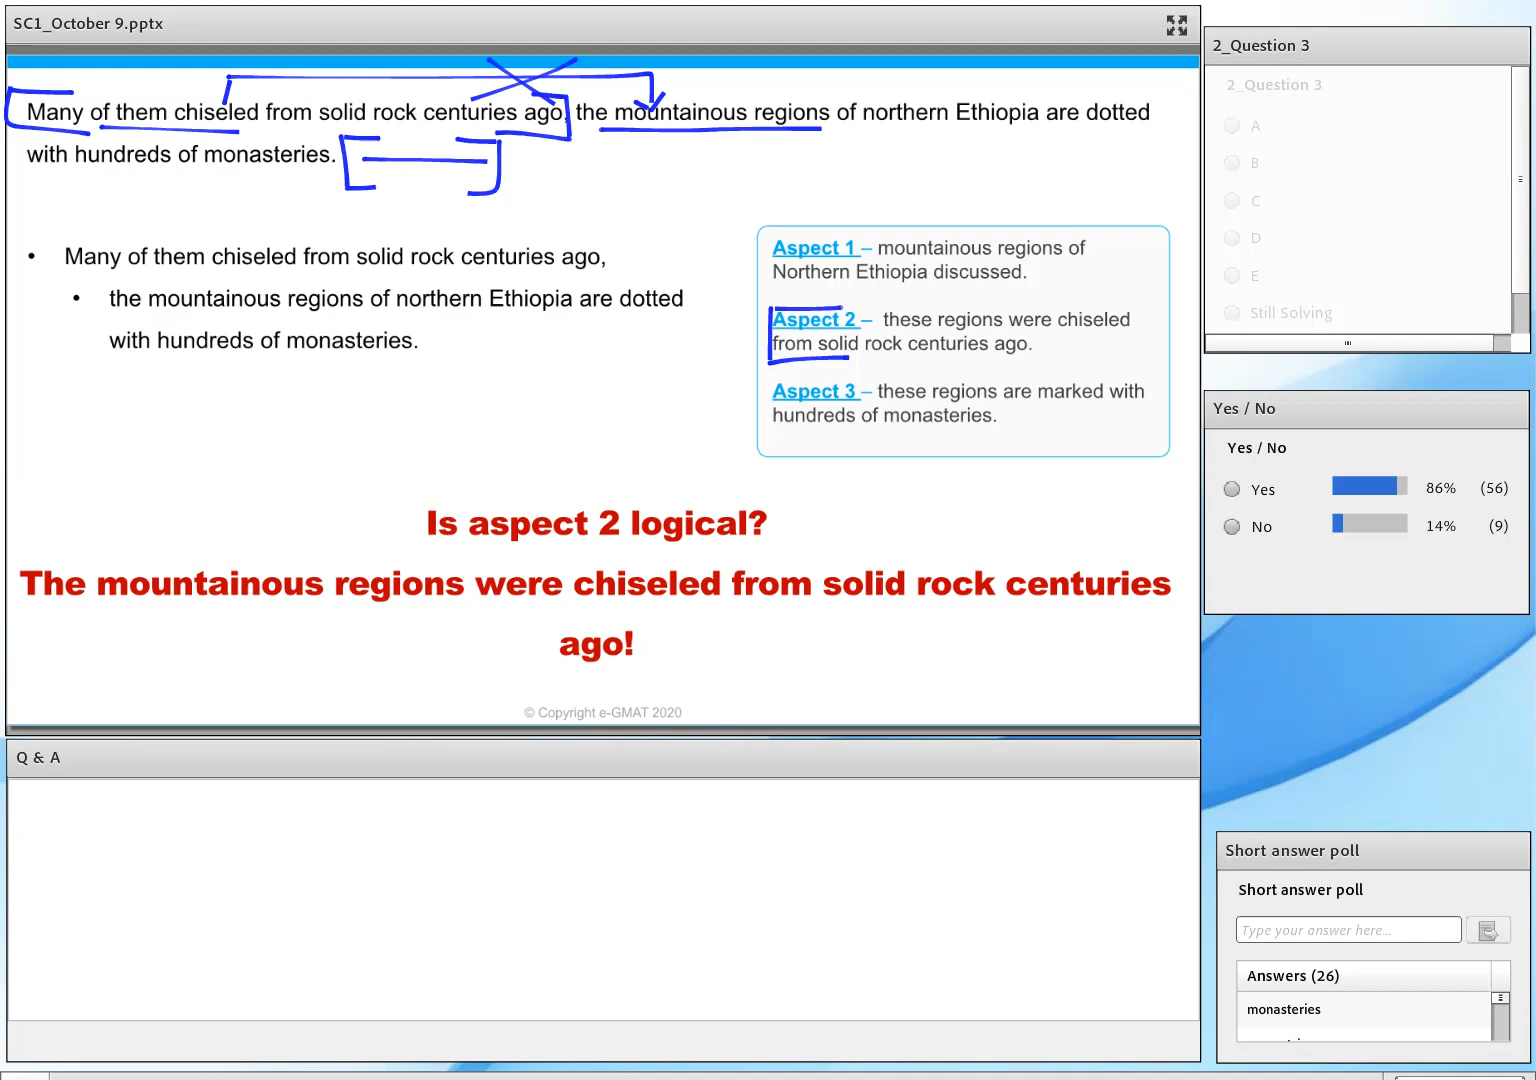 SC1_October 9.pptx
Many of them chiseled from solid rock centuries ago, the mountainous regions of northern Ethiopia are dotted
with hundreds of monasteries.
• Many of them chiseled from solid rock centuries ago,
• the mountainous regions of northern Ethiopia are dotted
with hundreds of monasteries.
Aspect 1 – mountainous regions of
Northern Ethiopia discussed.
Aspect 2 – these regions were chiseled
from solid rock centuries ago.
Aspect 3 – these regions are marked with
hundreds of monasteries.
Is aspect 2 logical?
The mountainous regions were chiseled from solid rock centuries
ago!
© Copyright e-GMAT 2020
Q & A
2_Question 3
2_Question 3
A
B
C
D
E
Still Solving
Yes / No
Yes / No
Yes 86% (56)
No 14% (9)
Short answer poll
Short answer poll
Type your answer here...
Answers (26)
monasteries